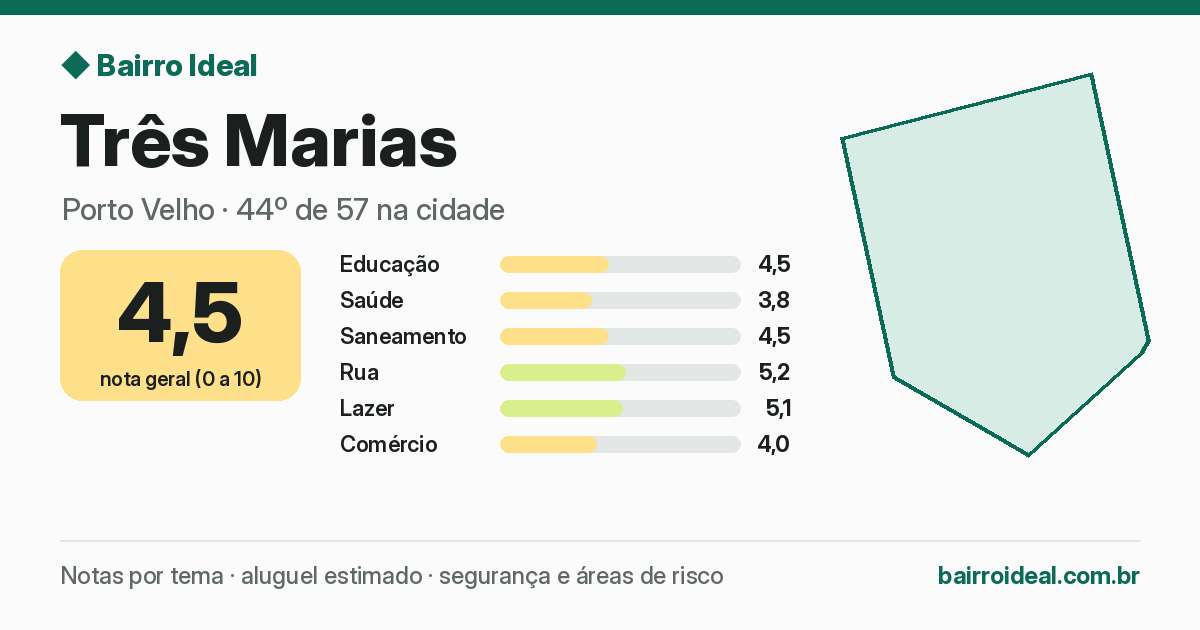 Bairro Ideal
Três Marias
Porto Velho · 44º de 57 na cidade
4,5
nota geral (0 a 10)
Educação 4,5
Saúde 3,8
Saneamento 4,5
Rua 5,2
Lazer 5,1
Comércio 4,0
Notas por tema · aluguel estimado · segurança e áreas de risco
bairroideal.com.br